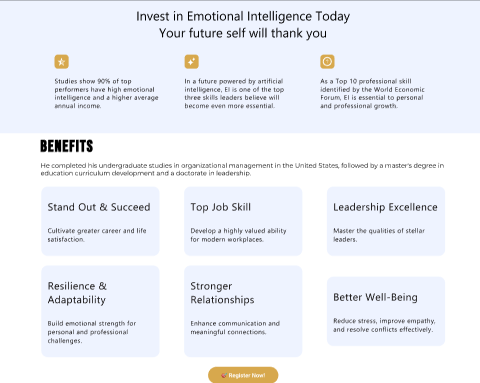 Invest in Emotional Intelligence Today
Your future self will thank you
Studies show 90% of top
performers have high emotional
intelligence and a higher average
annual income.
In a future powered by artificial
intelligence, EI is one of the top
three skills leaders believe will
become even more essential.
As a Top 10 professional skill
identified by the World Economic
Forum, EI is essential to personal
and professional growth.
BENEFITS
He completed his undergraduate studies in organizational management in the United States, followed by a master's degree in
education curriculum development and a doctorate in leadership.
Stand Out & Succeed
Cultivate greater career and life
satisfaction.
Top Job Skill
Develop a highly valued ability
for modern workplaces.
Leadership Excellence
Master the qualities of stellar
leaders.
Resilience &
Adaptability
Build emotional strength for
personal and professional
challenges.
Stronger
Relationships
Enhance communication and
meaningful connections.
Better Well-Being
Reduce stress, improve empathy,
and resolve conflicts effectively.
Register Now!